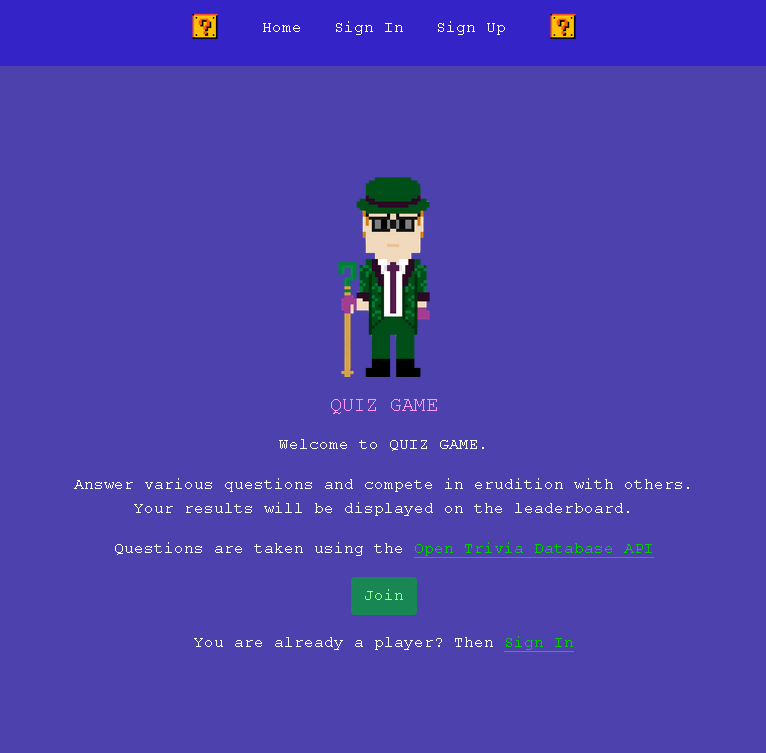 Home Sign In Sign Up
QUIZ GAME
Welcome to QUIZ GAME.
Answer various questions and compete in erudition with others.
Your results will be displayed on the leaderboard.
Questions are taken using the Open Trivia Database API
Join
You are already a player? Then Sign In